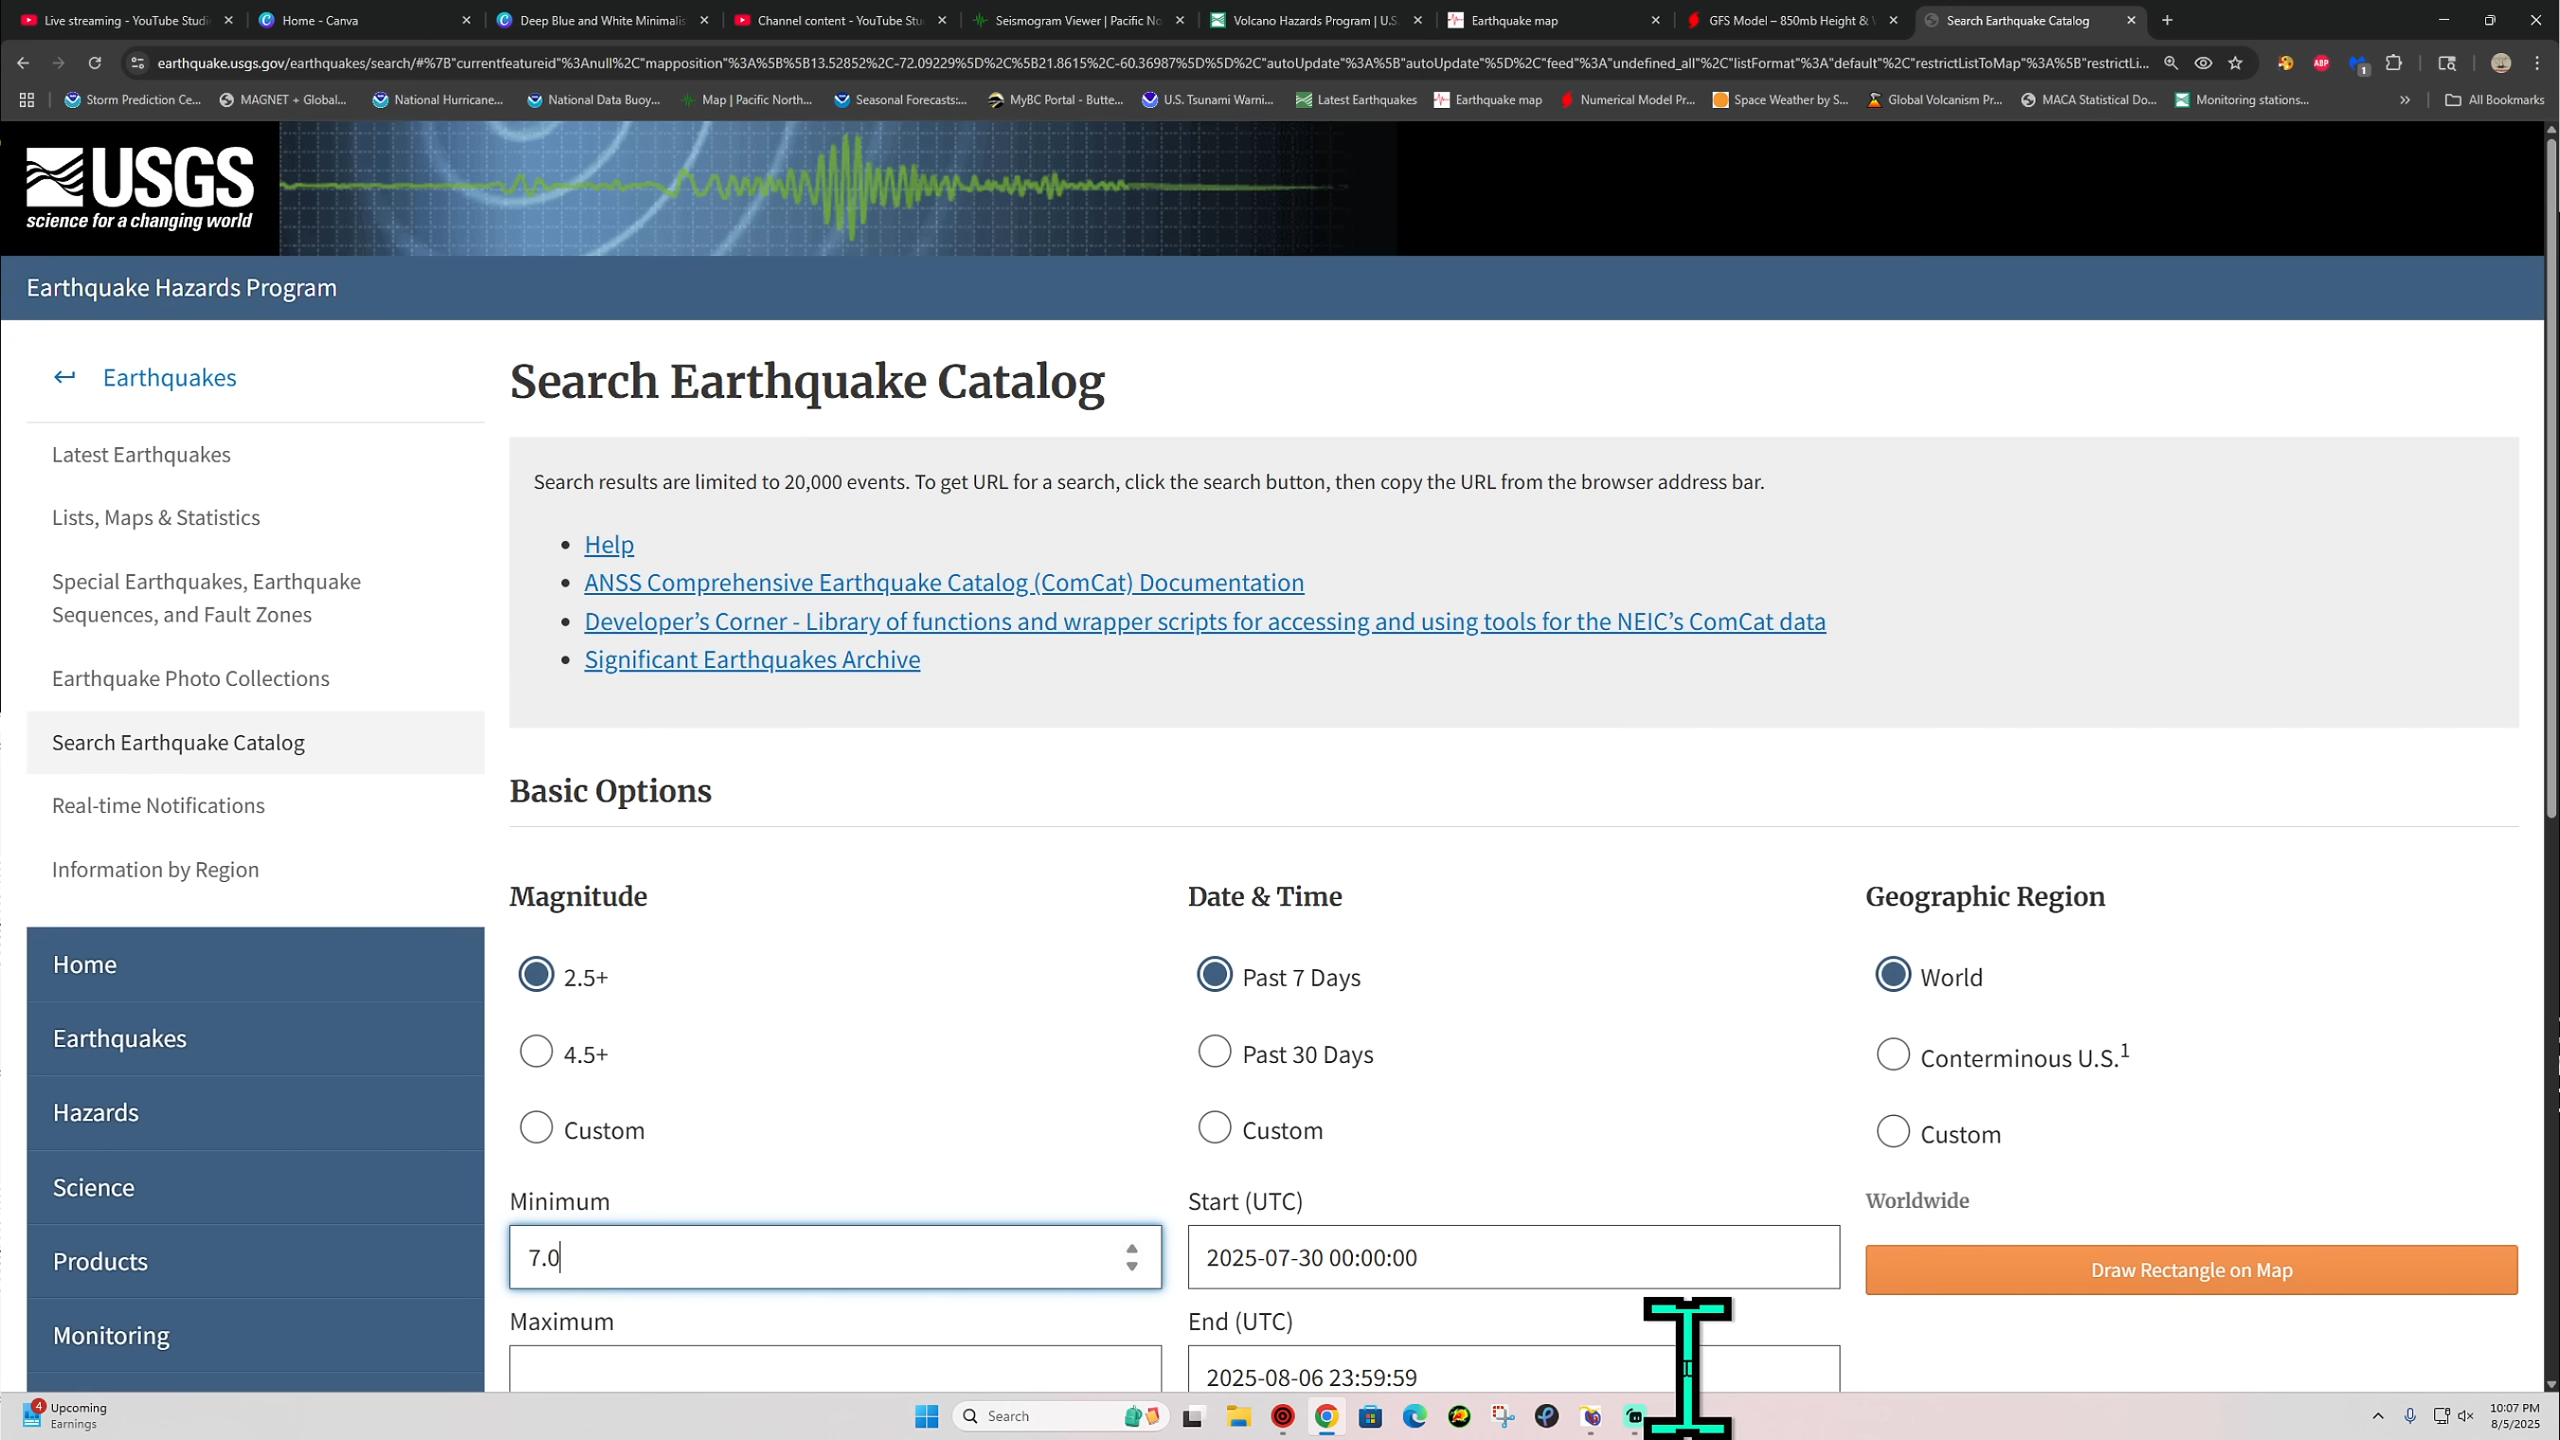 Live streaming - YouTube Studi
Home - Canva
Deep Blue and White Minimalis
Channel content - YouTube Stu
Seismogram Viewer | Pacific No
Volcano Hazards Program | U.S.
Earthquake map
GFS Model – 850mb Height &
Search Earthquake Catalog
earthquake.usgs.gov/earthquakes/search/#%7B"currentfeatureid"%3Anull%2C"mapposition"%3A%5B%5B13.52852%2C-72.09229%5D%2C%5B21.8615%2C-60.36987%5D%5D%2C"autoUpdate"%3A%5B"autoUpdate"%5D%2C"feed"%3A"undefined_all"%2C"listFormat"%3A"default"%2C"restrictListToMap"%3A%5B"restrictLi...
ABP
1
Storm Prediction Ce...
MAGNET + Global...
National Hurricane...
National Data Buoy...
Map | Pacific North...
Seasonal Forecasts:...
MyBC Portal - Butte...
U.S. Tsunami Warni...
Latest Earthquakes
Earthquake map
Numerical Model Pr...
Space Weather by S...
Global Volcanism Pr...
MACA Statistical Do...
Monitoring stations...
»
All Bookmarks
USGS
science for a changing world
Earthquake Hazards Program
Earthquakes
Latest Earthquakes
Lists, Maps & Statistics
Special Earthquakes, Earthquake
Sequences, and Fault Zones
Earthquake Photo Collections
Search Earthquake Catalog
Real-time Notifications
Information by Region
Home
Earthquakes
Hazards
Science
Products
Monitoring
Search Earthquake Catalog
Search results are limited to 20,000 events. To get URL for a search, click the search button, then copy the URL from the browser address bar.
• Help
• ANSS Comprehensive Earthquake Catalog (ComCat) Documentation
• Developer’s Corner - Library of functions and wrapper scripts for accessing and using tools for the NEIC’s ComCat data
• Significant Earthquakes Archive
Basic Options
Magnitude
2.5+
4.5+
Custom
Minimum
7.0
Maximum
Date & Time
Past 7 Days
Past 30 Days
Custom
Start (UTC)
2025-07-30 00:00:00
End (UTC)
2025-08-06 23:59:59
Geographic Region
World
Conterminous U.S.1
Custom
Worldwide
Draw Rectangle on Map
4
Upcoming
Earnings
Search
10:07 PM
8/5/2025